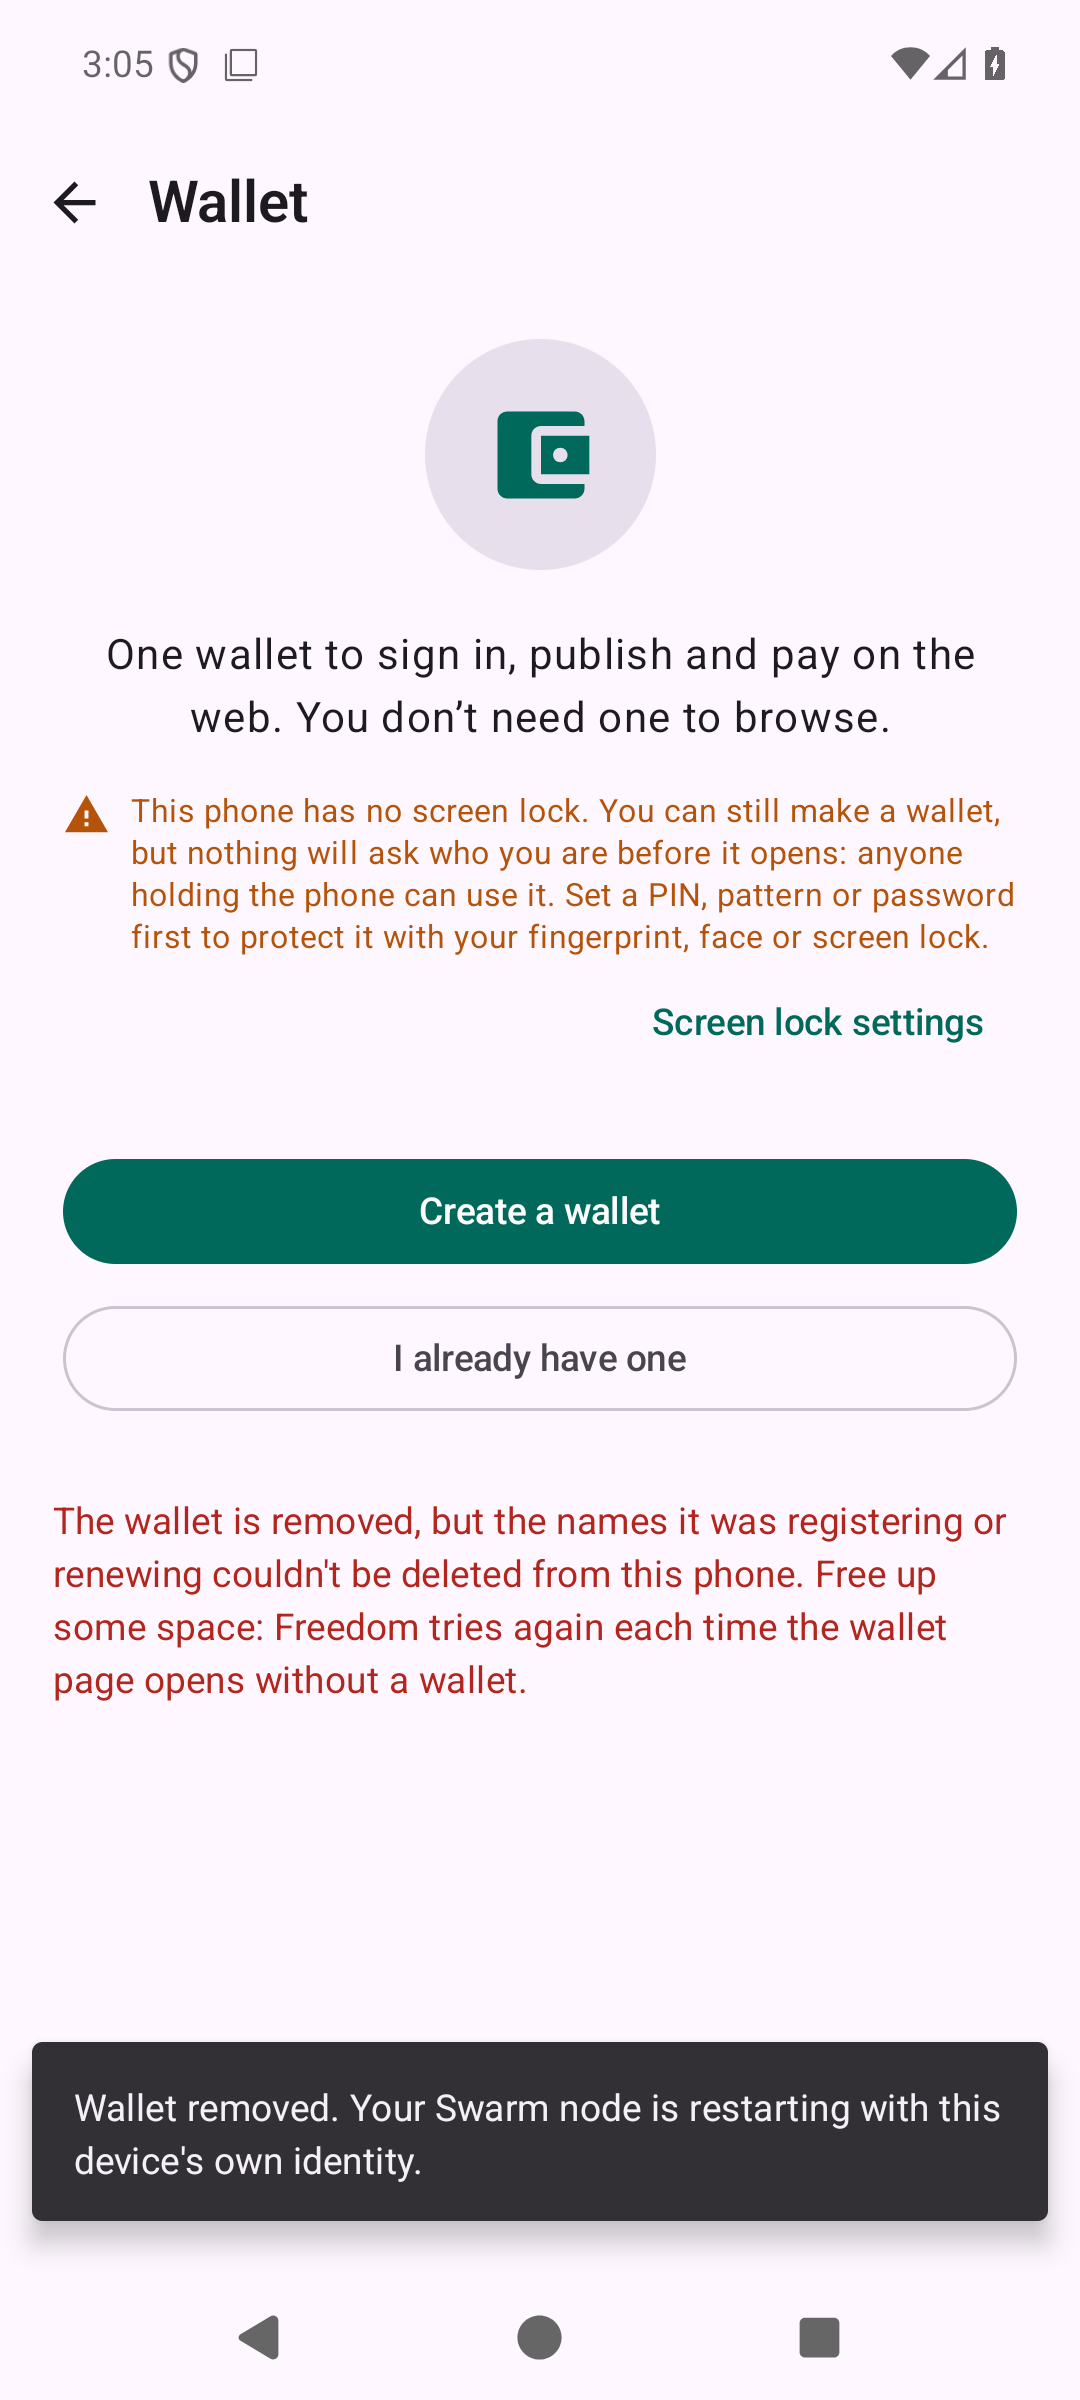 3:05
Wallet
One wallet to sign in, publish and pay on the
web. You don’t need one to browse.
This phone has no screen lock. You can still make a wallet,
but nothing will ask who you are before it opens: anyone
holding the phone can use it. Set a PIN, pattern or password
first to protect it with your fingerprint, face or screen lock.
Screen lock settings
Create a wallet
I already have one
The wallet is removed, but the names it was registering or
renewing couldn't be deleted from this phone. Free up
some space: Freedom tries again each time the wallet
page opens without a wallet.
Wallet removed. Your Swarm node is restarting with this
device's own identity.